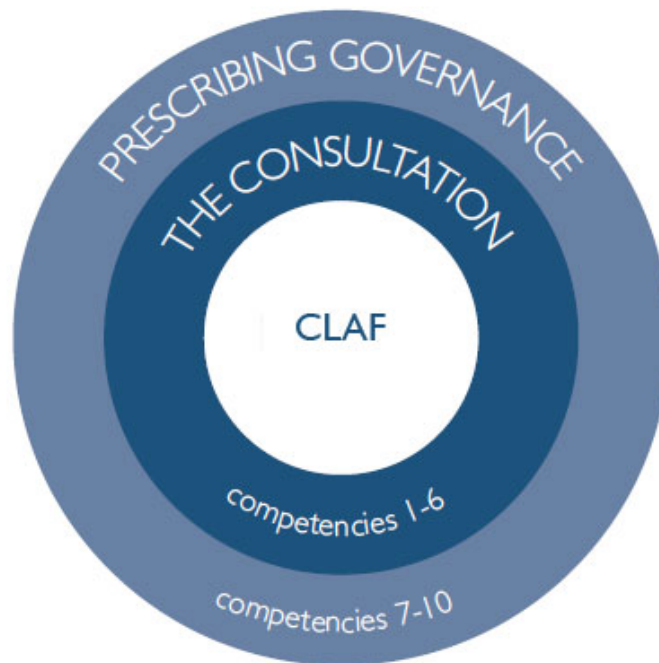 PRESCRIBING GOVERNANCE
THE CONSULTATION
CLAF
competencies 1-6
competencies 7-10